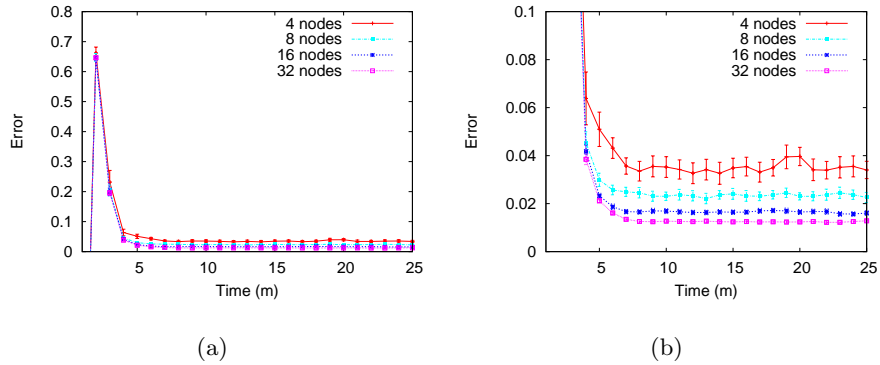 0.8
0.7
0.6
0.5
0.4
0.3
0.2
0.1
0
Error
5
10
15
20
25
Time (m)
4 nodes
8 nodes
16 nodes
32 nodes
(a)
0.1
0.08
0.06
0.04
0.02
0
Error
5
10
15
20
25
Time (m)
4 nodes
8 nodes
16 nodes
32 nodes
(b)